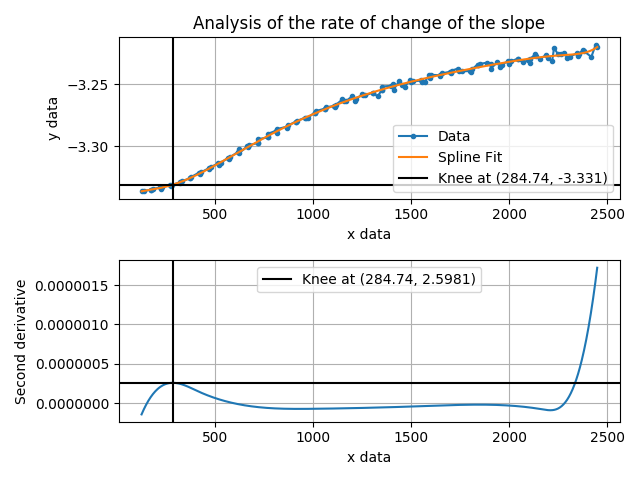 Analysis of the rate of change of the slope
−3.25
−3.30
y data
Data
Spline Fit
Knee at (284.74, -3.331)
500 1000 1500 2000 2500
x data
Knee at (284.74, 2.5981)
0.0000015
0.0000010
0.0000005
0.0000000
Second derivative
500 1000 1500 2000 2500
x data